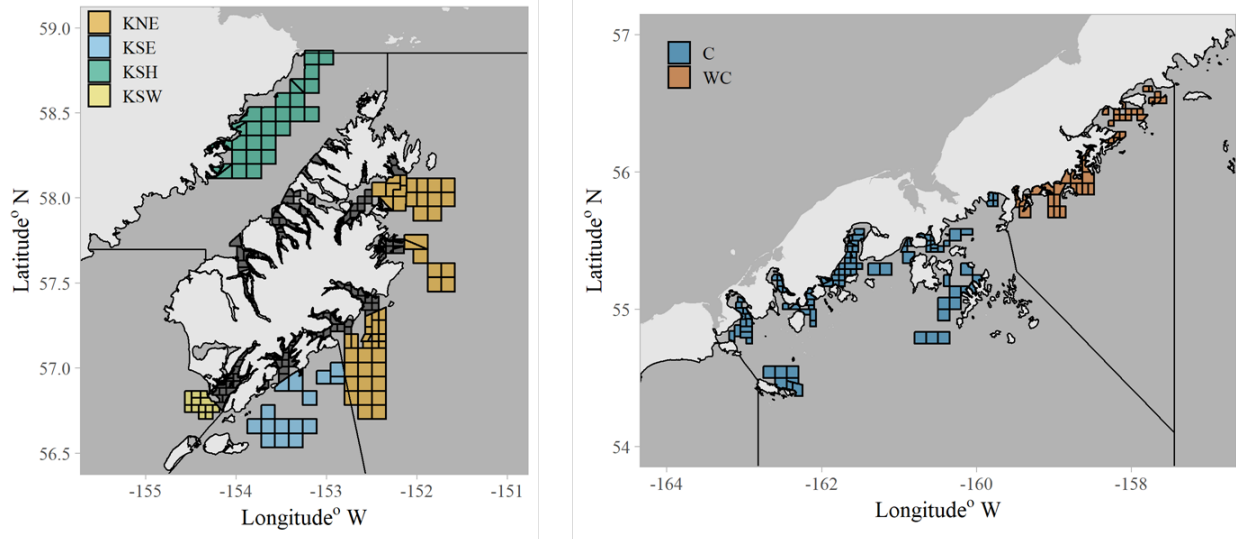 KNE
KSE
KSH
KSW
59.0
58.5
58.0
57.5
57.0
56.5
Latitude° N
-155
-154
-153
-152
-151
Longitude° W
C
WC
57
56
55
54
Latitude° N
-164
-162
-160
-158
Longitude° W